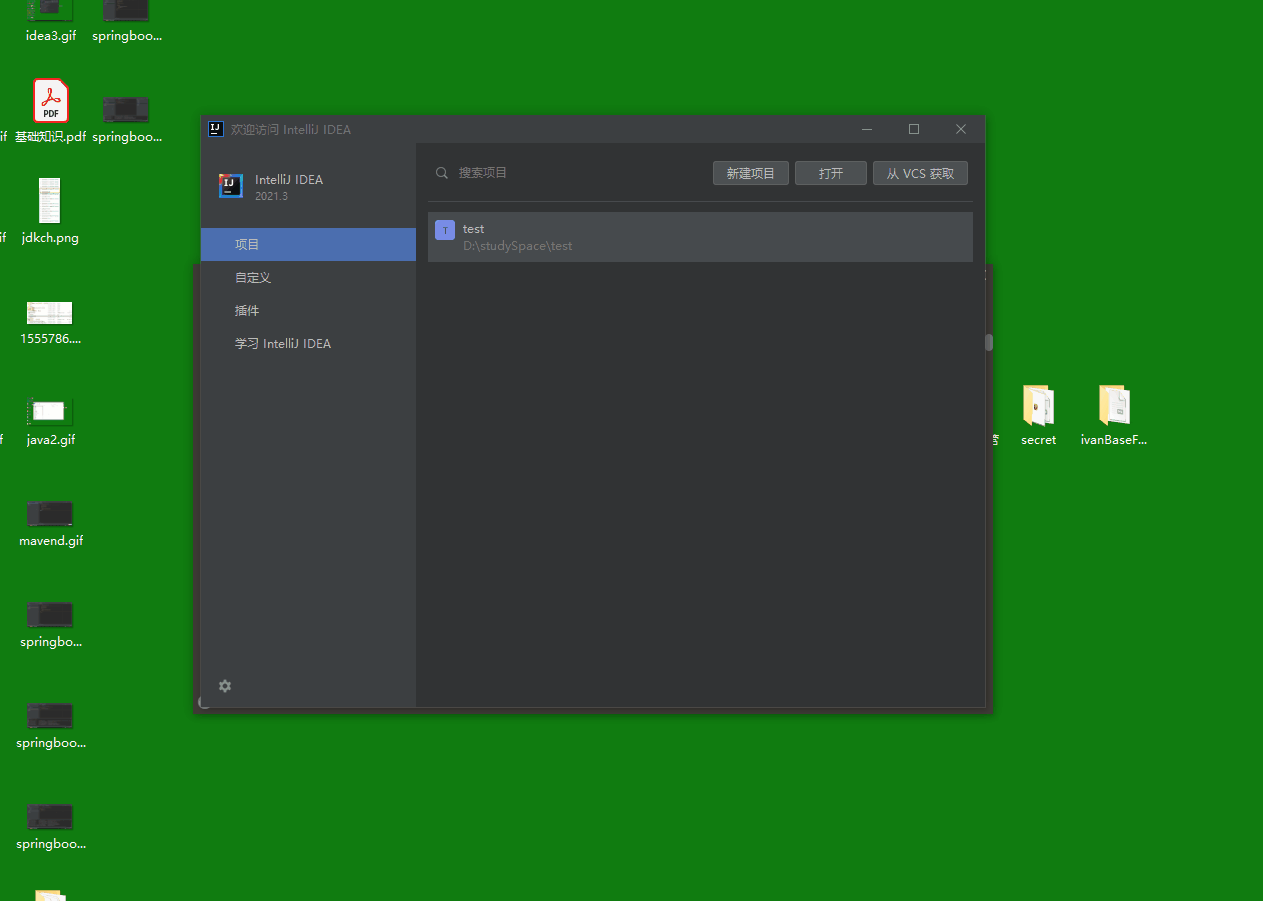 idea3.gif
springboo...
PDF
if
基础知识.pdf
springboo...
if
jdkch.png
1555786....
f
java2.gif
mavend.gif
springbo...
springboo...
springboo...
IJ
欢迎访问 IntelliJ IDEA
IJ
IntelliJ IDEA
2021.3
项目
自定义
插件
学习 IntelliJ IDEA
搜索项目
新建项目
打开
从 VCS 获取
T
test
D:\studySpace\test
secret
ivanBaseF...